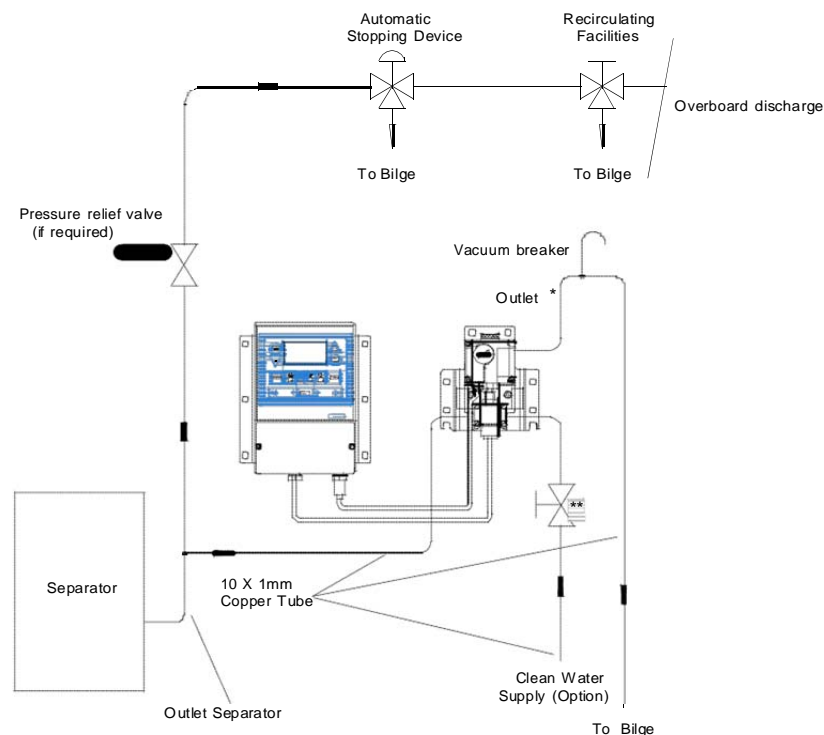 Automatic
Stopping Device
Recirculating
Facilities
Overboard discharge
To Bilge
To Bilge
Pressure relief valve
(if required)
Vacuum breaker
Outlet *
**
Separator
10 X 1mm
Copper Tube
Clean Water
Supply (Option)
Outlet Separator
To Bilge